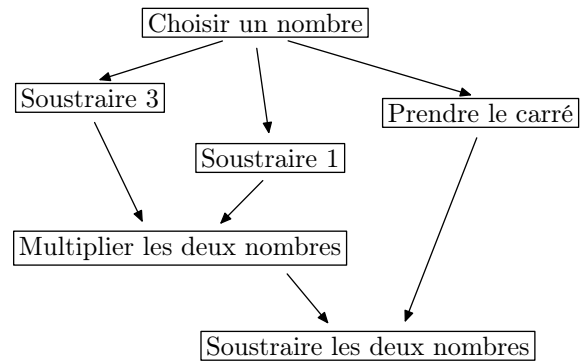 Choisir un nombre
Soustraire 3
Prendre le carré
Soustraire 1
Multiplier les deux nombres
Soustraire les deux nombres